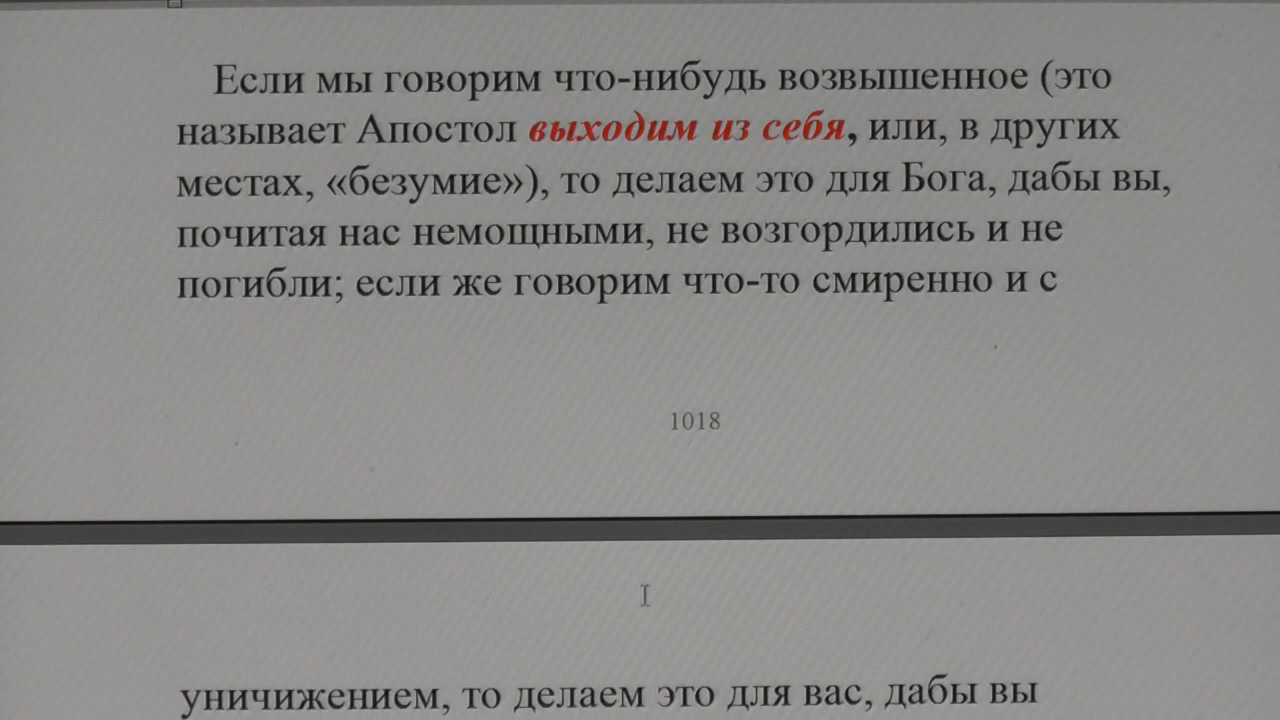 Если мы говорим что-нибудь возвышенное (это
называет Апостол выходим из себя, или, в других
местах, «безумие»), то делаем это для Бога, дабы вы,
почитая нас немощными, не возгордились и не
погибли; если же говорим что-то смиренно и с
1018
уничижением, то делаем это для вас, дабы вы